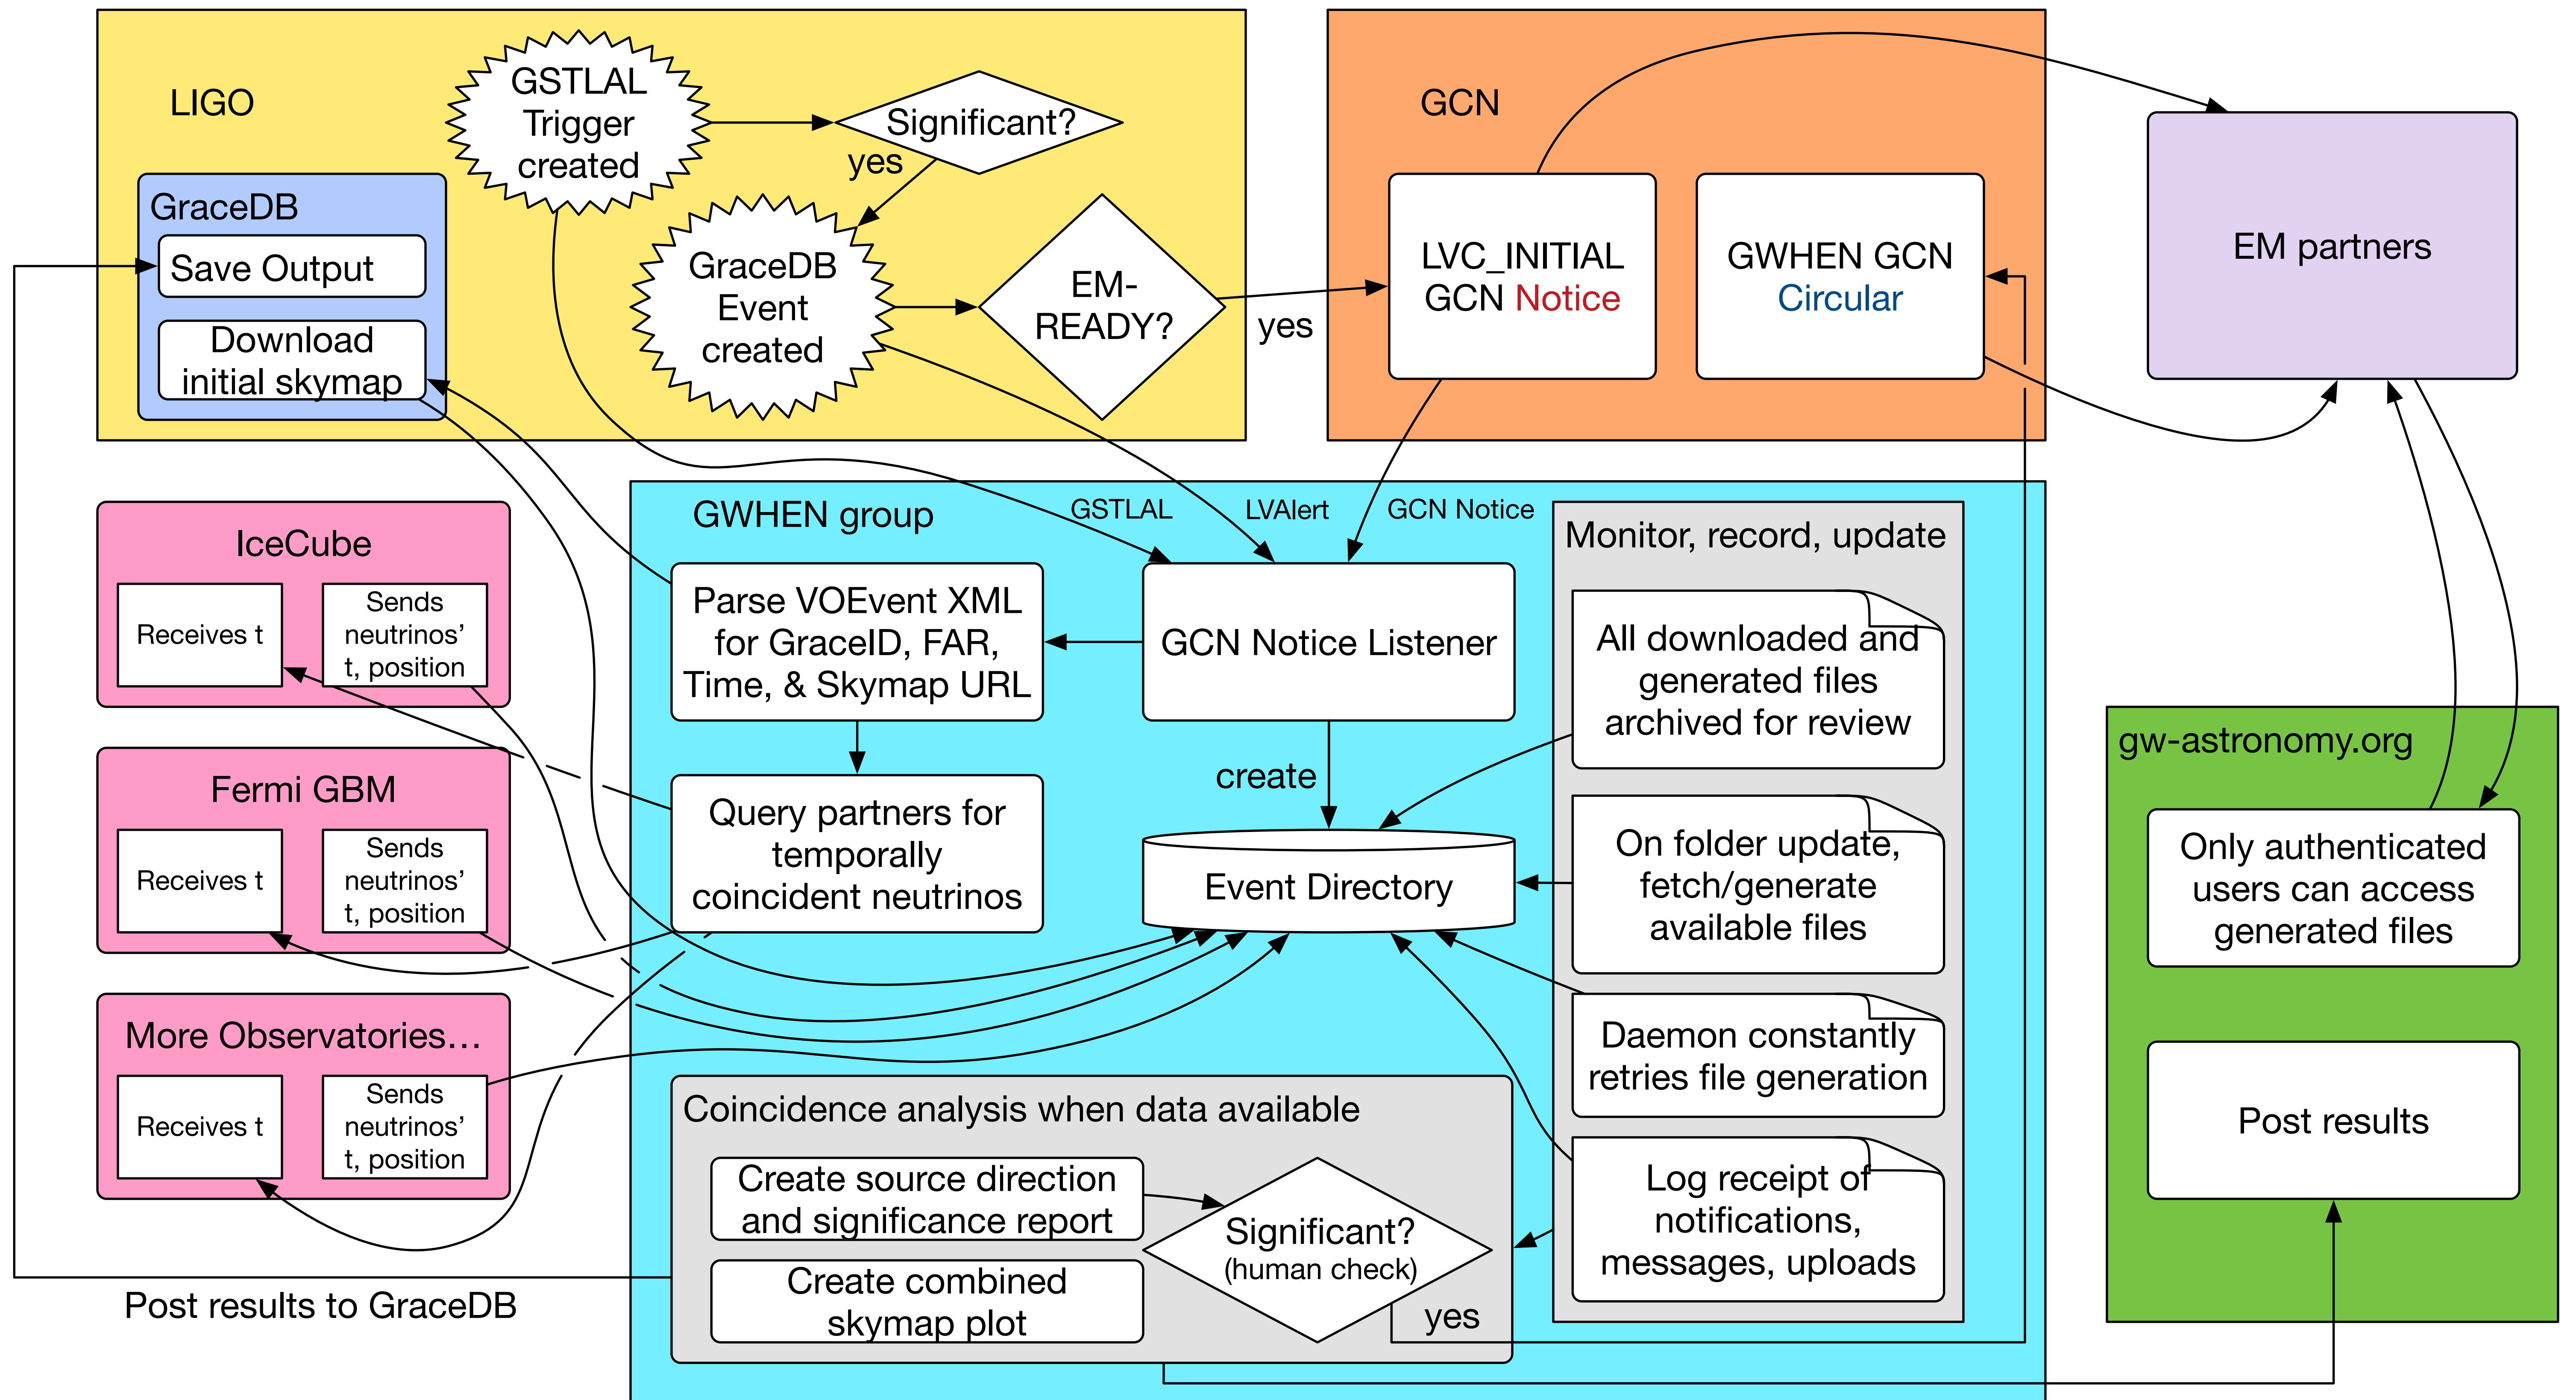 LIGO
GSTLAL
Trigger
created
Significant?
yes
GraceDB
Save Output
Download
initial skymap
GraceDB
Event
created
EM-
READY?
yes
GCN
LVC_INITIAL
GCN Notice
GWHEN GCN
Circular
EM partners
IceCube
Receives t
Sends
neutrinos’
t, position
Fermi GBM
Receives t
Sends
neutrinos’
t, position
More Observatories…
Receives t
Sends
neutrinos’
t, position
Post results to GraceDB
GWHEN group
GSTLAL
LVAlert
GCN Notice
Parse VOEvent XML
for GraceID, FAR,
Time, & Skymap URL
GCN Notice Listener
Query partners for
temporally
coincident neutrinos
create
Event Directory
Monitor, record, update
All downloaded and
generated files
archived for review
On folder update,
fetch/generate
available files
Daemon constantly
retries file generation
Log receipt of
notifications,
messages, uploads
Coincidence analysis when data available
Create source direction
and significance report
Create combined
skymap plot
Significant?
(human check)
yes
gw-astronomy.org
Only authenticated
users can access
generated files
Post results